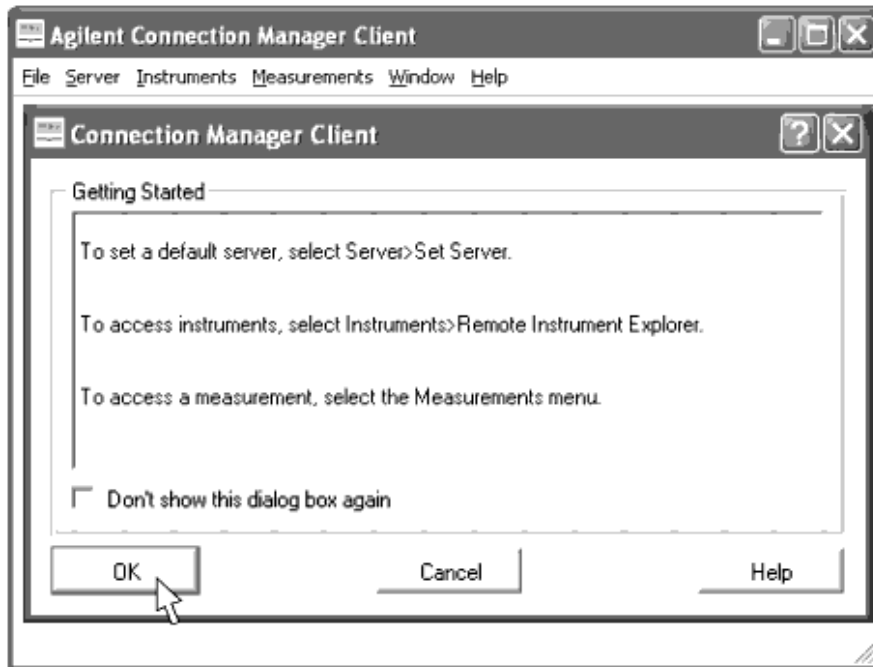 Agilent Connection Manager Client
File Server Instruments Measurements Window Help
Connection Manager Client
Getting Started
To set a default server, select Server>Set Server.
To access instruments, select Instruments>Remote Instrument Explorer.
To access a measurement, select the Measurements menu.
Don't show this dialog box again
OK Cancel Help